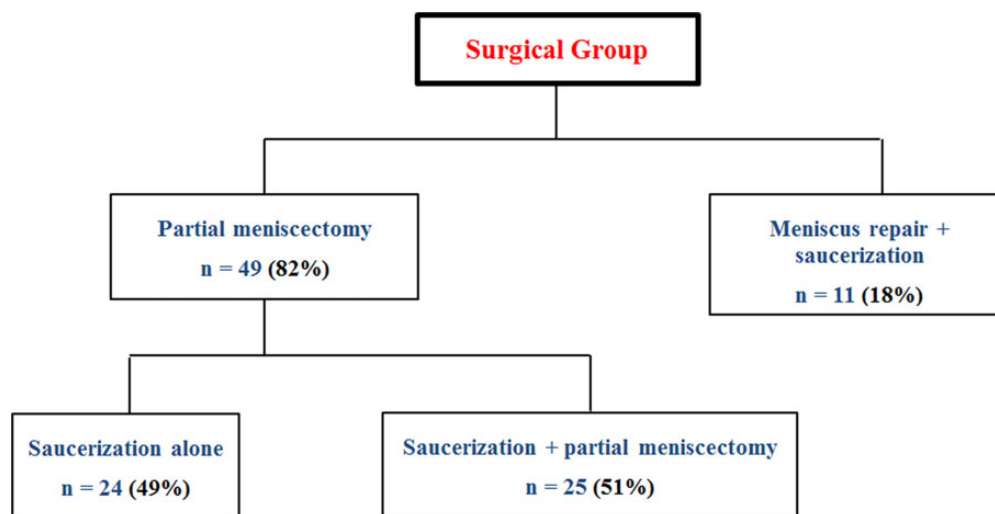 Surgical Group
Partial meniscectomy
n = 49 (82%)
Meniscus repair +
saucerization
n = 11 (18%)
Saucerization alone
n = 24 (49%)
Saucerization + partial meniscectomy
n = 25 (51%)